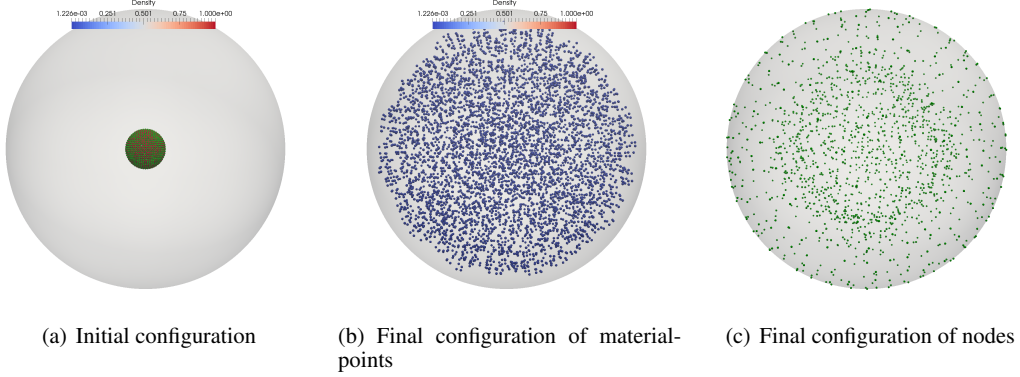 Density
1.226e-03 0.251 0.501 0.75 1.000e+00
Density
1.226e-03 0.251 0.501 0.75 1.000e+00
(a) Initial configuration
(b) Final configuration of material-
points
(c) Final configuration of nodes